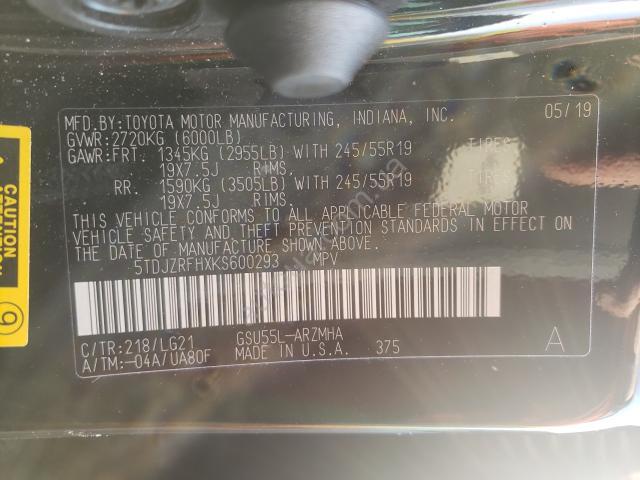 MFD.BY:TOYOTA MOTOR MANUFACTURING, INDIANA, INC. 05/19
GVWR:2720KG (6000LB)
GAWR:FRT. 1345KG (2955LB) WITH 245/55R19 TIRES
19X7.5J RIMS.
RR. 1590KG (3505LB) WITH 245/55R19 TIRES
19X7.5J RIMS.
THIS VEHICLE CONFORMS TO ALL APPLICABLE FEDERAL MOTOR
VEHICLE SAFETY AND THEFT PREVENTION STANDARDS IN EFFECT ON
THE DATE OF MANUFACTURE SHOWN ABOVE.
5TDJZRFHXKS600293 MPV
C/TR:218/LG21 GSU55L-ARZMHA
A/TM:-04A/UA80F MADE IN U.S.A. 375 A
CAUTION
9